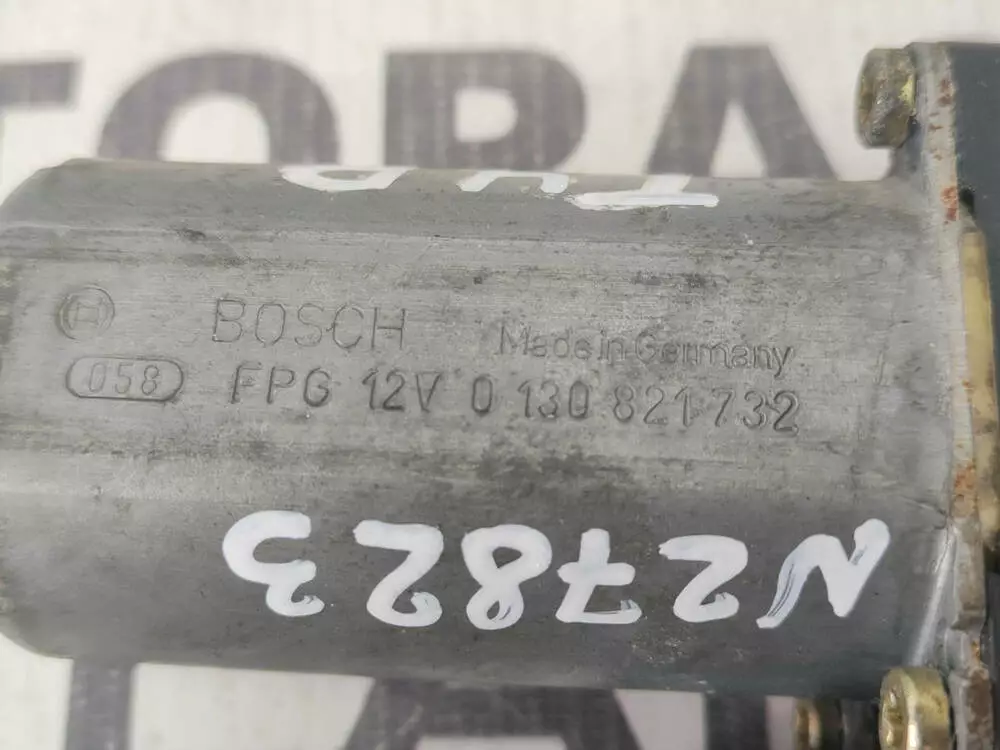 BOSCH Made in Germany
058 FPG 12V 0 130 821 732
N27823